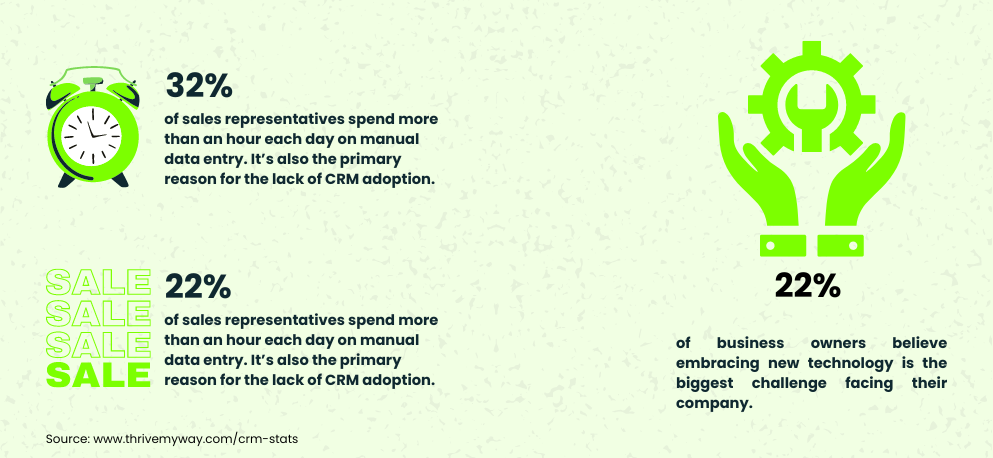 32%
of sales representatives spend more
than an hour each day on manual
data entry. It’s also the primary
reason for the lack of CRM adoption.
SALE
SALE
SALE
SALE
22%
of sales representatives spend more
than an hour each day on manual
data entry. It’s also the primary
reason for the lack of CRM adoption.
22%
of business owners believe
embracing new technology is the
biggest challenge facing their
company.
Source: www.thrivemyway.com/crm-stats